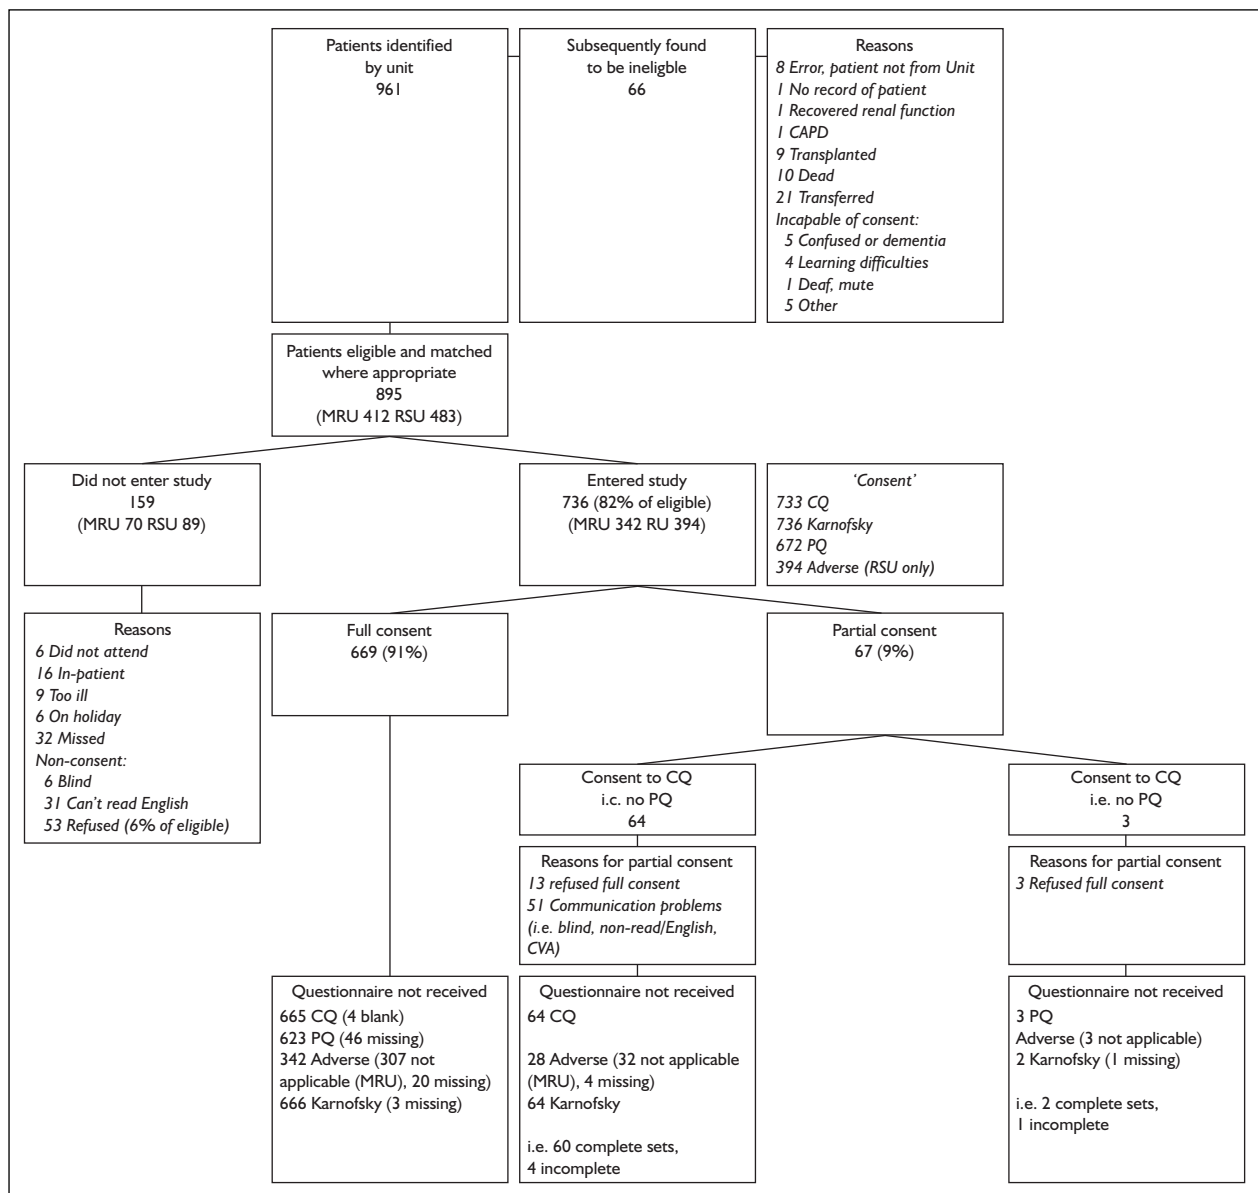 Patients identified
by unit
961
Subsequently found
to be ineligible
66
Reasons
8 Error, patient not from Unit
1 No record of patient
1 Recovered renal function
1 CAPD
9 Transplanted
10 Dead
21 Transferred
Incapable of consent:
5 Confused or dementia
4 Learning difficulties
1 Deaf, mute
5 Other
Patients eligible and matched
where appropriate
895
(MRU 412 RSU 483)
Did not enter study
159
(MRU 70 RSU 89)
Entered study
736 (82% of eligible)
(MRU 342 RU 394)
‘Consent’
733 CQ
736 Karnofsky
672 PQ
394 Adverse (RSU only)
Reasons
6 Did not attend
16 In-patient
9 Too ill
6 On holiday
32 Missed
Non-consent:
6 Blind
31 Can’t read English
53 Refused (6% of eligible)
Full consent
669 (91%)
Partial consent
67 (9%)
Consent to CQ
i.c. no PQ
64
Consent to CQ
i.e. no PQ
3
Reasons for partial consent
13 refused full consent
51 Communication problems
(i.e. blind, non-read/English,
CVA)
Reasons for partial consent
3 Refused full consent
Questionnaire not received
665 CQ (4 blank)
623 PQ (46 missing)
342 Adverse (307 not
applicable (MRU), 20 missing)
666 Karnofsky (3 missing)
Questionnaire not received
64 CQ
28 Adverse (32 not applicable
(MRU), 4 missing)
64 Karnofsky
i.e. 60 complete sets,
4 incomplete
Questionnaire not received
3 PQ
Adverse (3 not applicable)
2 Karnofsky (1 missing)
i.e. 2 complete sets,
1 incomplete